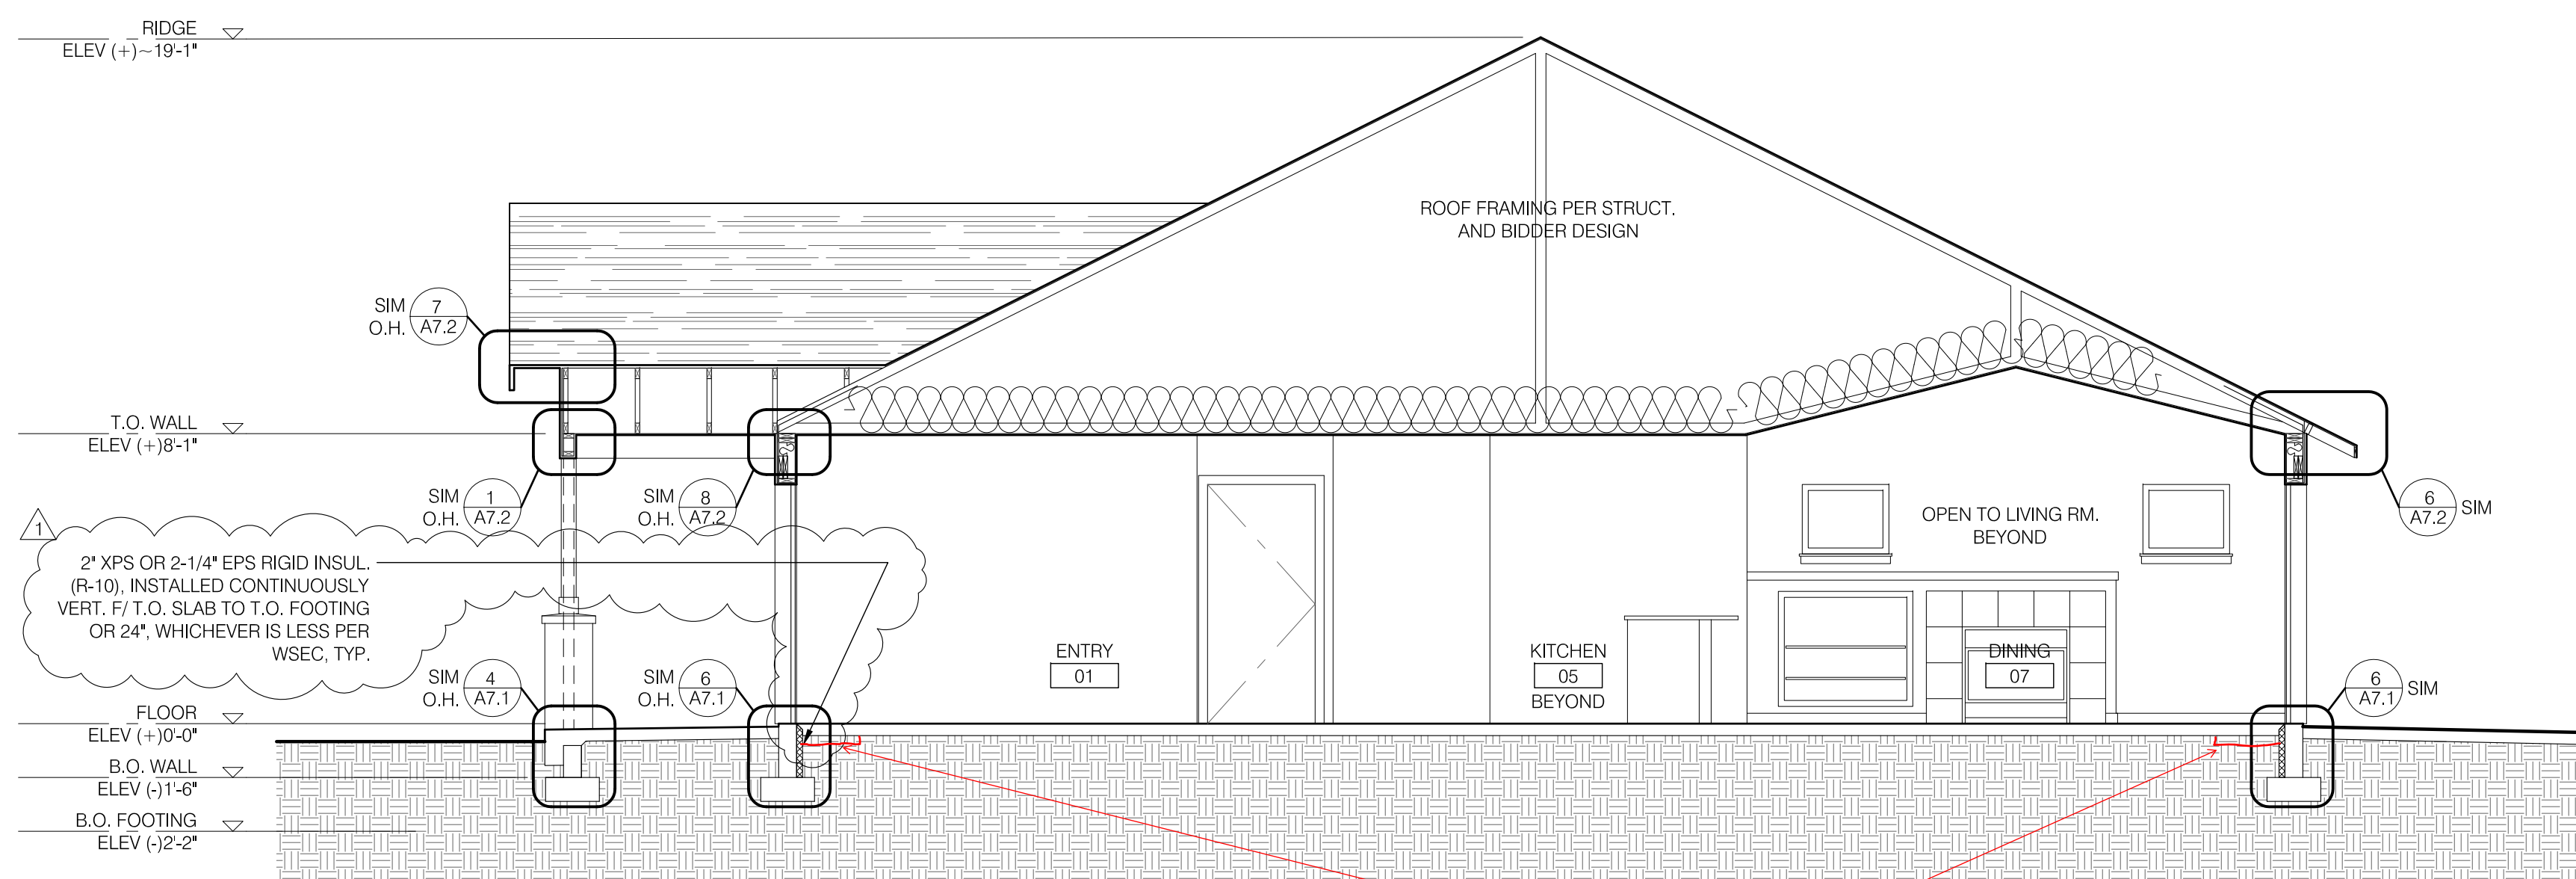 RIDGE
ELEV (+)~19'-1"
ROOF FRAMING PER STRUCT.
AND BIDDER DESIGN
SIM
O.H.
7
A7.2
T.O. WALL
ELEV (+)8'-1"
SIM
O.H.
1
A7.2
SIM
O.H.
8
A7.2
6
A7.2
SIM
OPEN TO LIVING RM.
BEYOND
1
2" XPS OR 2-1/4" EPS RIGID INSUL.
(R-10), INSTALLED CONTINUOUSLY
VERT. F/ T.O. SLAB TO T.O. FOOTING
OR 24", WHICHEVER IS LESS PER
WSEC, TYP.
SIM
O.H.
4
A7.1
SIM
O.H.
6
A7.1
ENTRY
01
KITCHEN
05
BEYOND
DINING
07
6
A7.1
SIM
FLOOR
ELEV (+)0'-0"
B.O. WALL
ELEV (-)1'-6"
B.O. FOOTING
ELEV (-)2'-2"